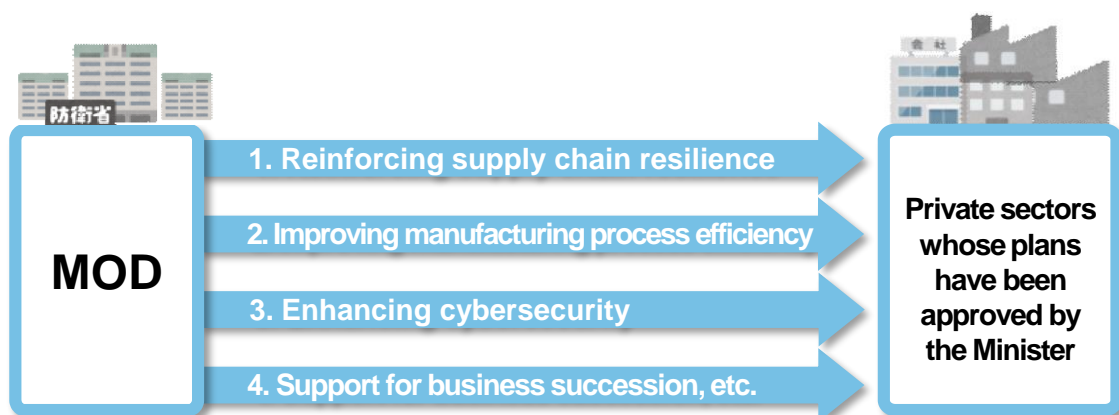 会社
防衛省
MOD
1. Reinforcing supply chain resilience
2. Improving manufacturing process efficiency
3. Enhancing cybersecurity
4. Support for business succession, etc.
Private sectors
whose plans
have been
approved by
the Minister